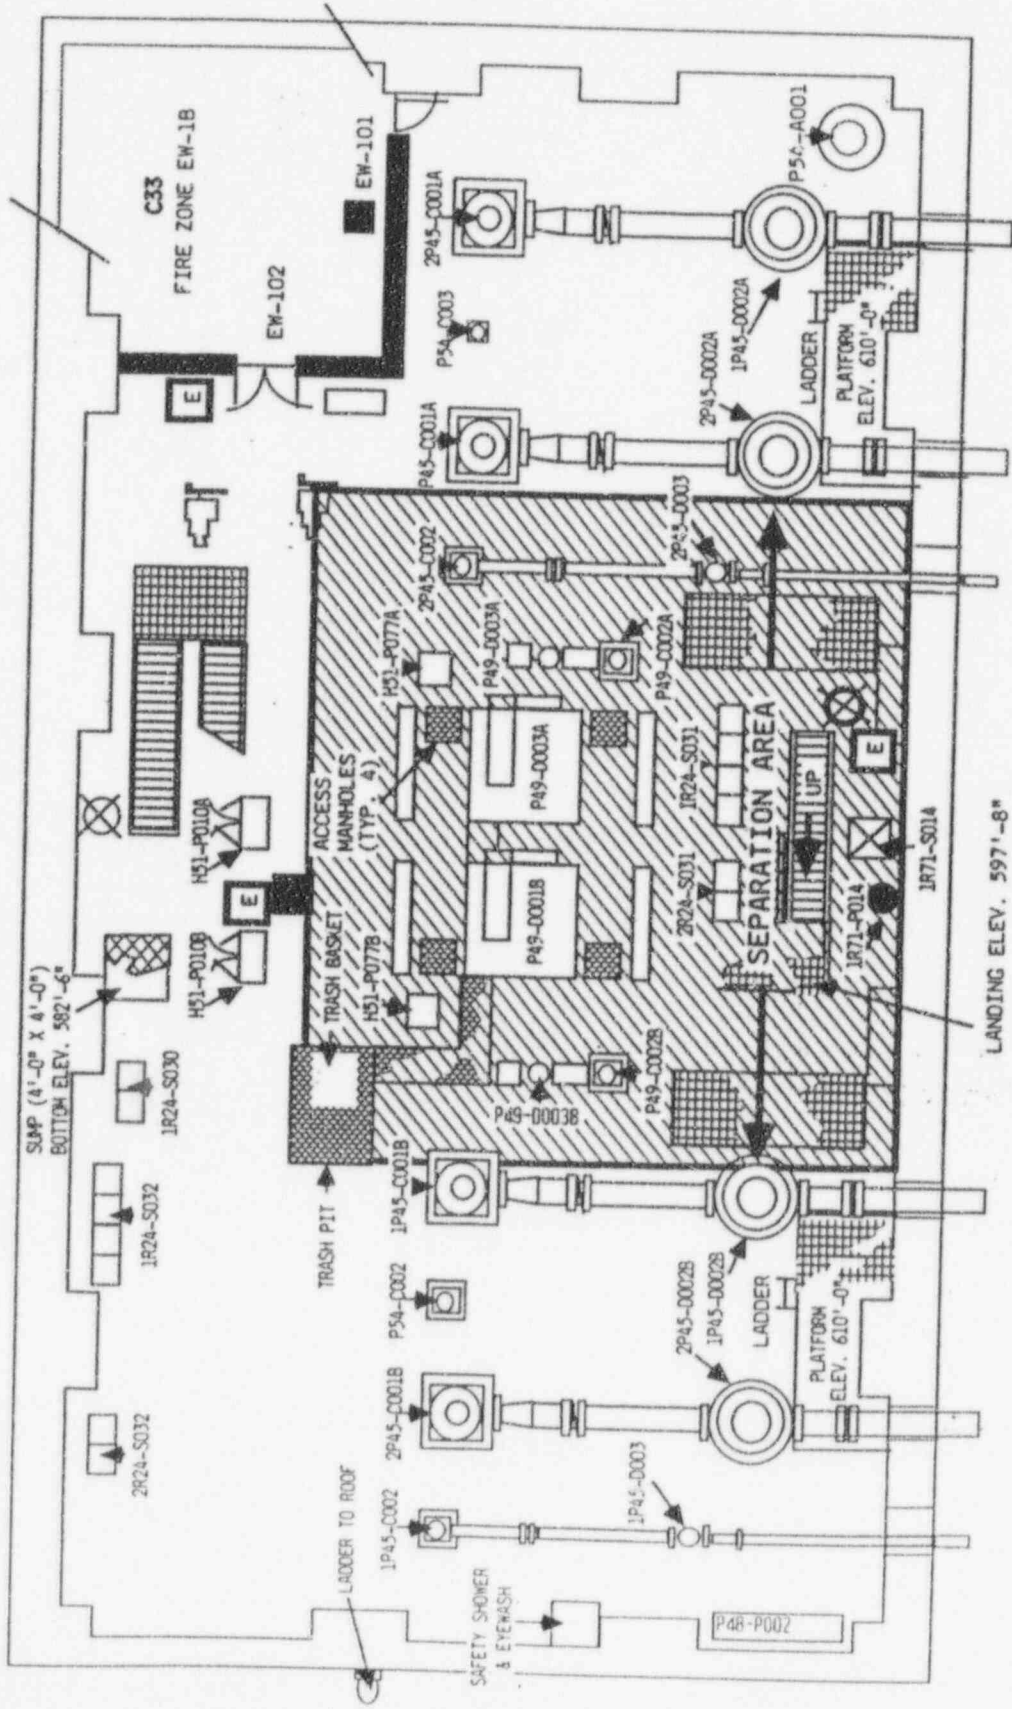 C33
FIRE ZONE EW-1B
EW-101
EW-102
E
2P45-C001A
P54-A001
P54-C003
1P45-D002A
P45-C001A
2P45-D002A
LADDER
PLATFORM
ELEV. 610'-0"
2P45-C002
2P45-D003
H51-P077A
P49-D003A
P49-C002A
ACCESS
MANHOLES
(TYP. 4)
P49-D003A
1R24-S031
SEPARATION AREA
UP
E
1R71-S014
H51-P010A
E
H51-P010B
TRASH BASKET
H51-P077B
P49-D001B
2R24-S031
1R71-P014
LANDING ELEV. 597'-8"
SUMP (4'-0" X 4'-0")
BOTTOM ELEV. 582'-6"
1R24-S030
P49-D003B
P49-C002B
1R24-S032
TRASH PIT
1P45-C001B
P54-C002
2P45-D002B
1P45-D002B
LADDER
PLATFORM
ELEV. 610'-0"
2R24-S032
2P45-C001B
LADDER TO ROOF
1P45-C002
1P45-D003
SAFETY SHOWER
& EYEWASH
P48-P002